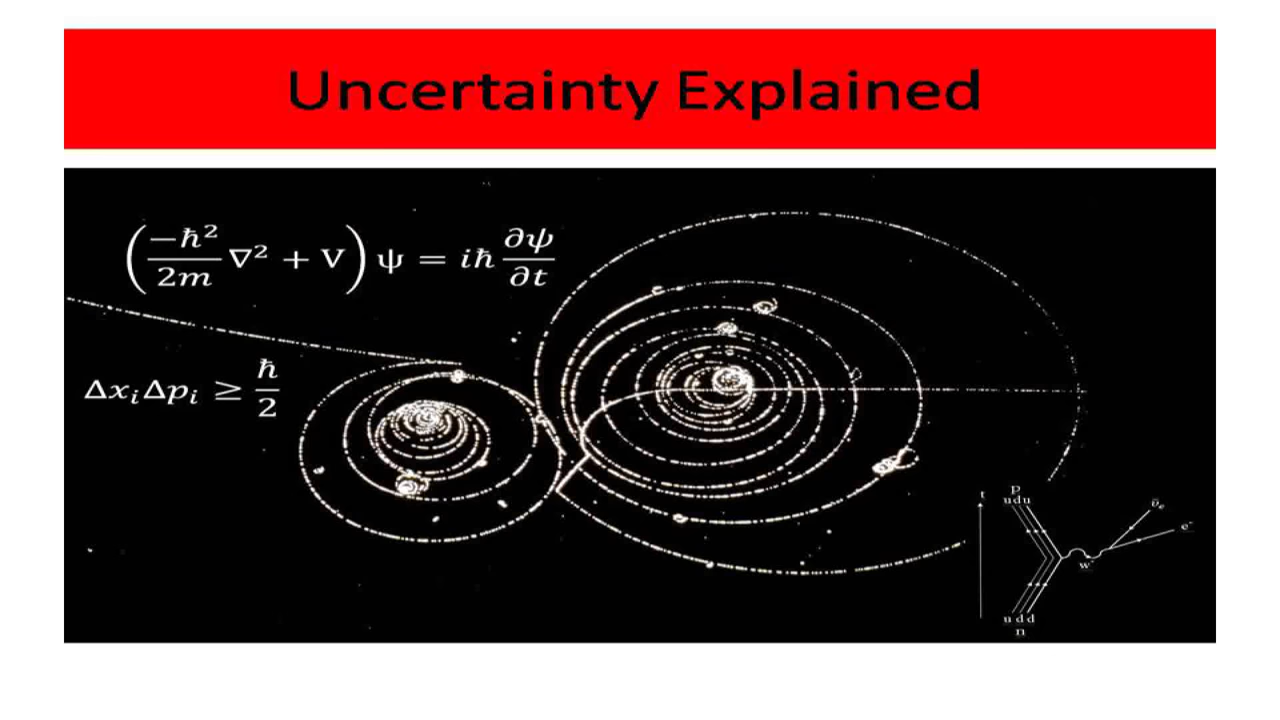 Uncertainty Explained
(−ℏ²/2m ∇² + V) ψ = iℏ ∂ψ/∂t
Δxᵢ Δpᵢ ≥ ℏ/2
t
p
u d u
ν̄ₑ
e⁻
w⁻
u d d
n